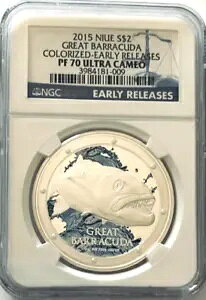 2015 NIUE S$2
GREAT BARRACUDA
COLORIZED-EARLY RELEASES
PF 70 ULTRA CAMEO
3984181-009
NGC
EARLY RELEASES
GREAT
BARRACUDA